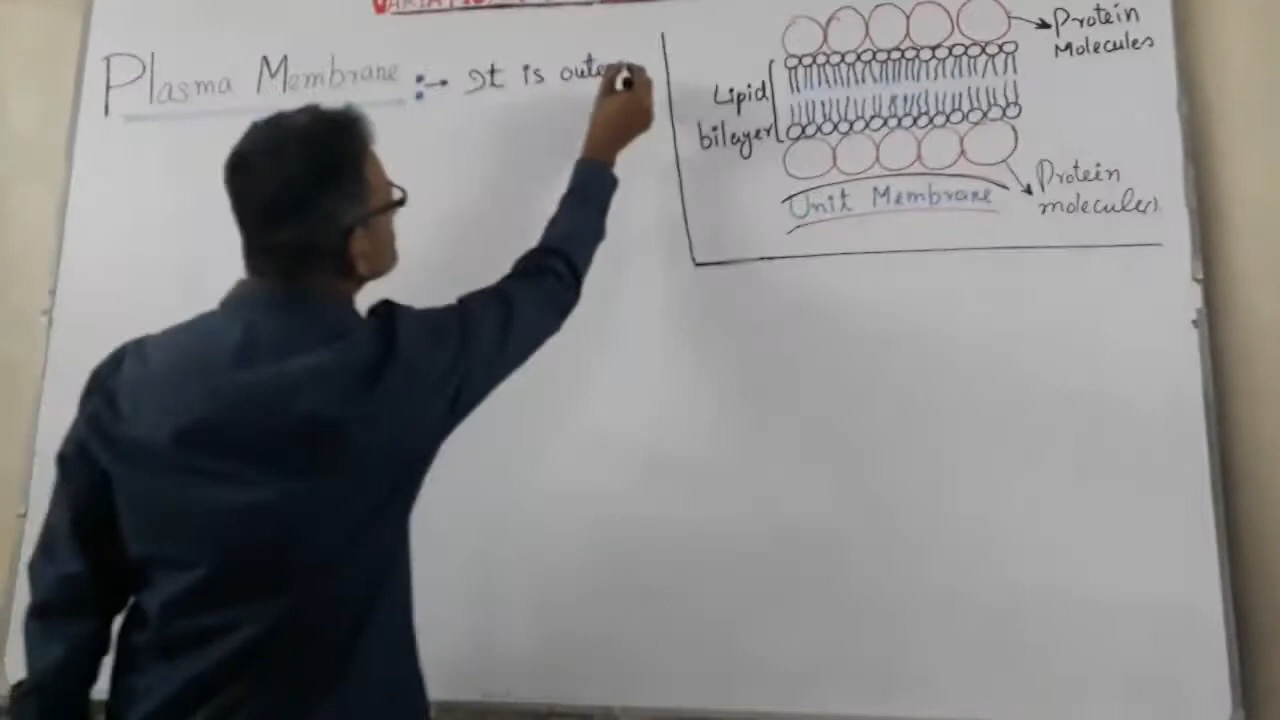 Plasma Membrane :→ It is oute
Protein
Molecules
Lipid
bilayer
Protein
molecules
Unit Membrane